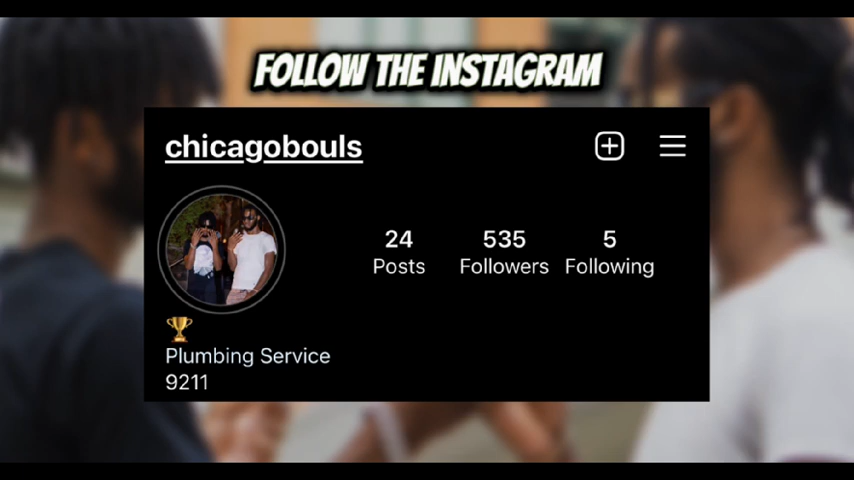 FOLLOW THE INSTAGRAM
chicagobouls
24 535 5
Posts Followers Following
🏆
Plumbing Service
9211